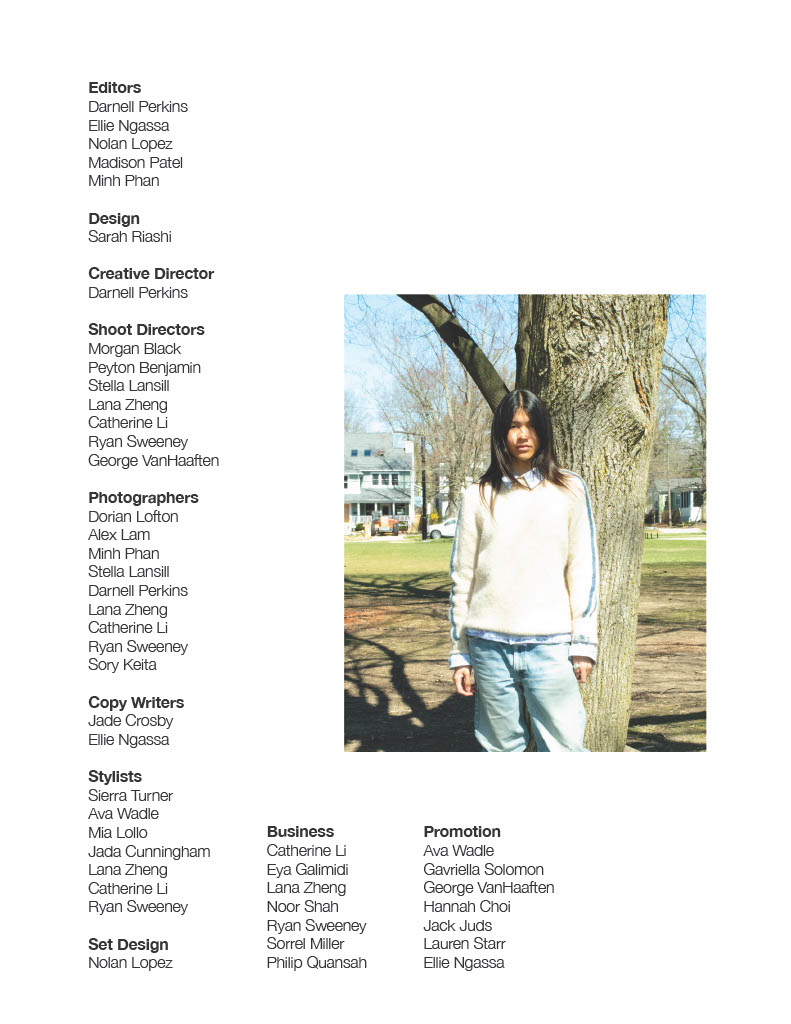 Editors
Darnell Perkins
Ellie Ngassa
Nolan Lopez
Madison Patel
Minh Phan
Design
Sarah Riashi
Creative Director
Darnell Perkins
Shoot Directors
Morgan Black
Peyton Benjamin
Stella Lansill
Lana Zheng
Catherine Li
Ryan Sweeney
George VanHaaften
Photographers
Dorian Lofton
Alex Lam
Minh Phan
Stella Lansill
Darnell Perkins
Lana Zheng
Catherine Li
Ryan Sweeney
Sory Keita
Copy Writers
Jade Crosby
Ellie Ngassa
Stylists
Sierra Turner
Ava Wadle
Mia Lollo
Jada Cunningham
Lana Zheng
Catherine Li
Ryan Sweeney
Set Design
Nolan Lopez
Business
Catherine Li
Eya Galimidi
Lana Zheng
Noor Shah
Ryan Sweeney
Sorrel Miller
Philip Quansah
Promotion
Ava Wadle
Gavriella Solomon
George VanHaaften
Hannah Choi
Jack Juds
Lauren Starr
Ellie Ngassa